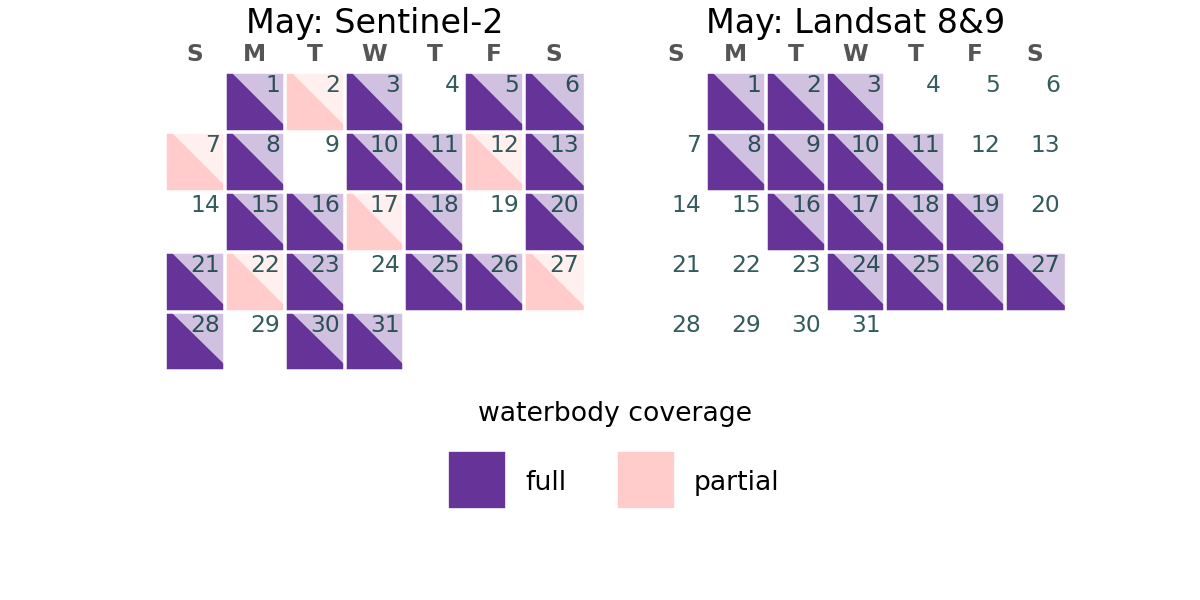 May: Sentinel-2
S M T W T F S
1 2 3 4 5 6
7 8 9 10 11 12 13
14 15 16 17 18 19 20
21 22 23 24 25 26 27
28 29 30 31
May: Landsat 8&9
S M T W T F S
1 2 3 4 5 6
7 8 9 10 11 12 13
14 15 16 17 18 19 20
21 22 23 24 25 26 27
28 29 30 31
waterbody coverage
full
partial